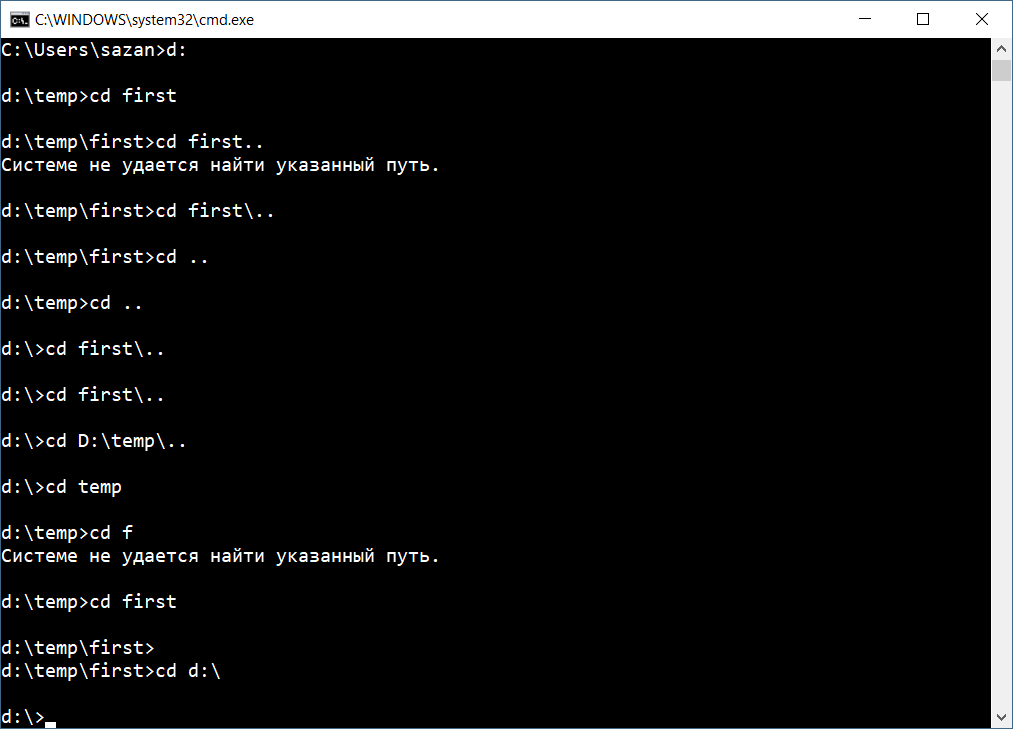 C:\WINDOWS\system32\cmd.exe
C:\Users\sazan>d:
d:\temp>cd first
d:\temp\first>cd first..
Системе не удается найти указанный путь.
d:\temp\first>cd first\..
d:\temp\first>cd ..
d:\temp>cd ..
d:\>cd first\..
d:\>cd first\..
d:\>cd D:\temp\..
d:\>cd temp
d:\temp>cd f
Системе не удается найти указанный путь.
d:\temp>cd first
d:\temp\first>
d:\temp\first>cd d:\
d:\>